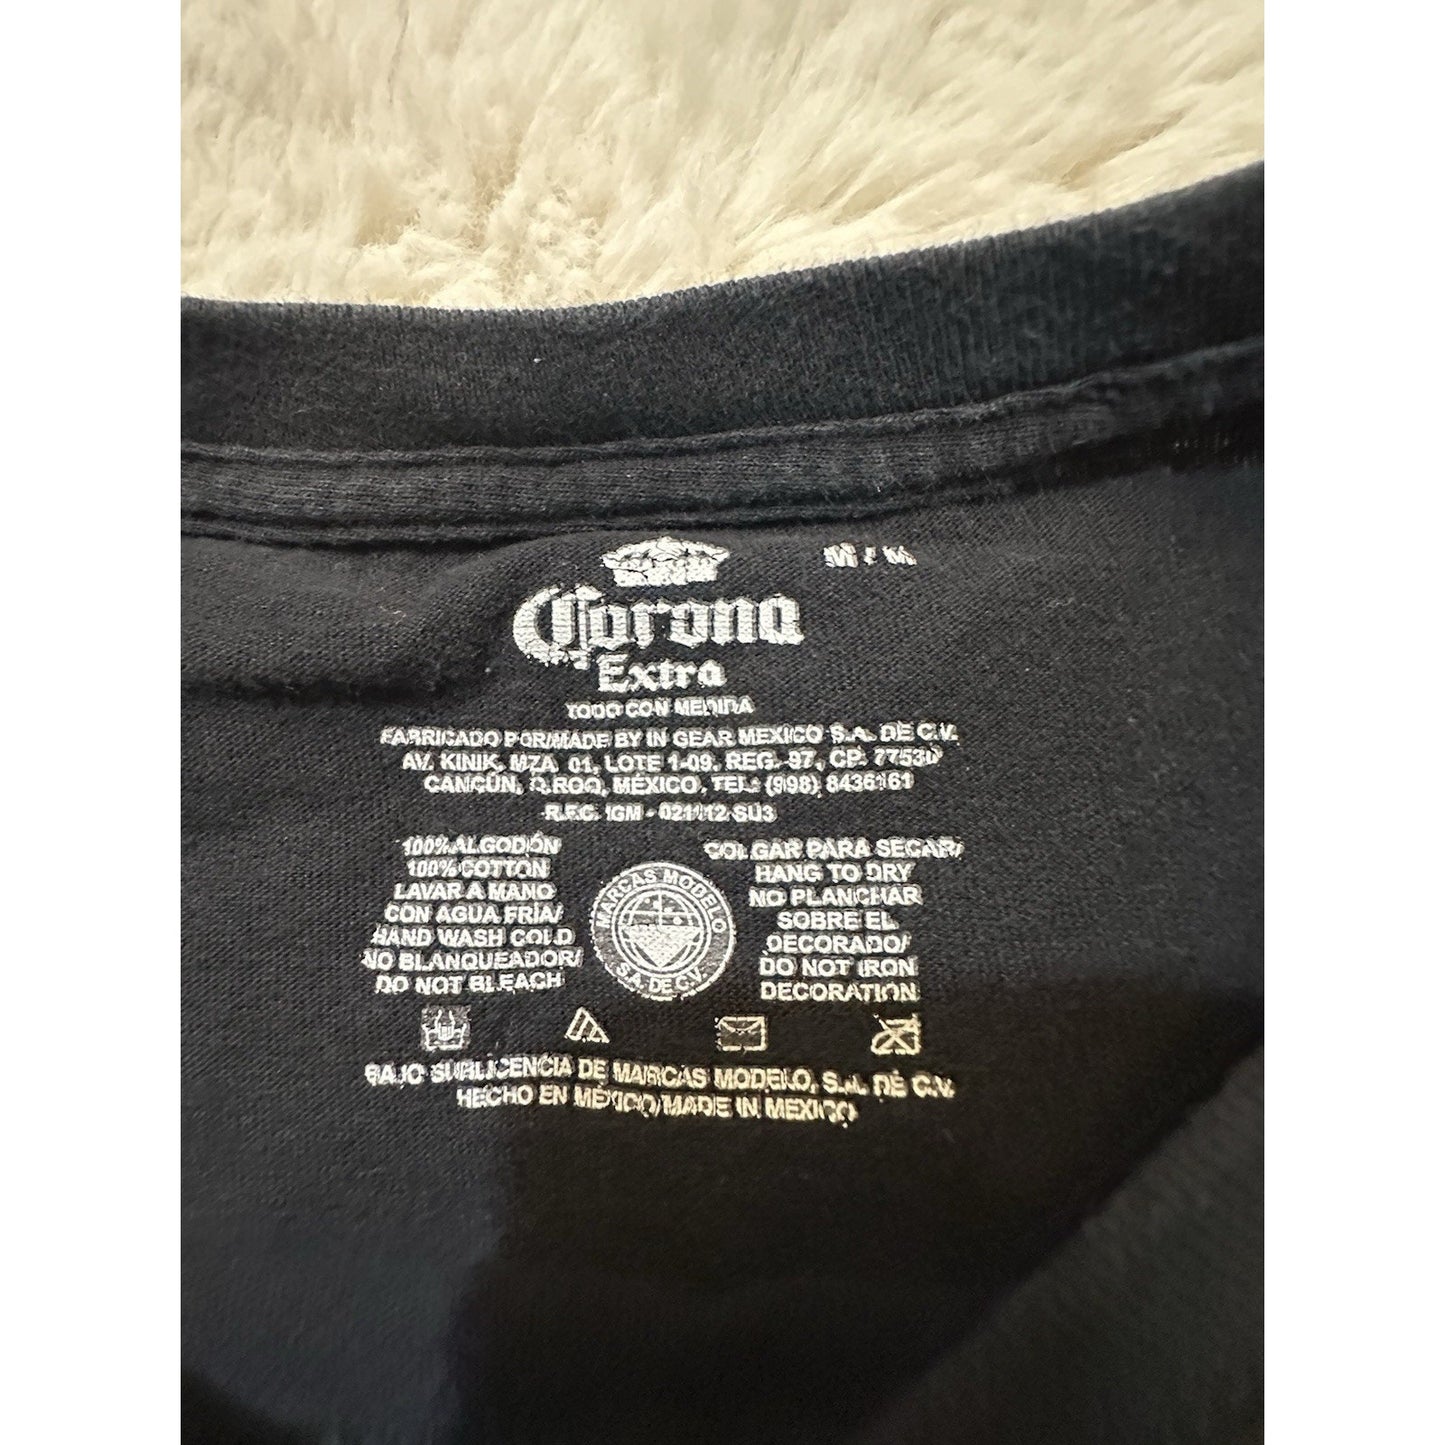 M / M
Corona
Extra
TODO CON MEDIDA
FABRICADO POR/MADE BY IN GEAR MEXICO S.A. DE C.V.
AV. KINIK, MZA. 01, LOTE 1-09, REG. 97, CP. 77530
CANCÚN, Q.ROO, MÉXICO. TEL: (998) 8436161
R.F.C. IGM - 021112 SU3
100% ALGODÓN
100% COTTON
LAVAR A MANO
CON AGUA FRÍA/
HAND WASH COLD
NO BLANQUEADOR/
DO NOT BLEACH
MARCAS MODELO
S.A. DE C.V.
COLGAR PARA SECAR/
HANG TO DRY
NO PLANCHAR
SOBRE EL
DECORADO/
DO NOT IRON
DECORATION
BAJO SUBLICENCIA DE MARCAS MODELO, S.A. DE C.V.
HECHO EN MÉXICO/MADE IN MEXICO